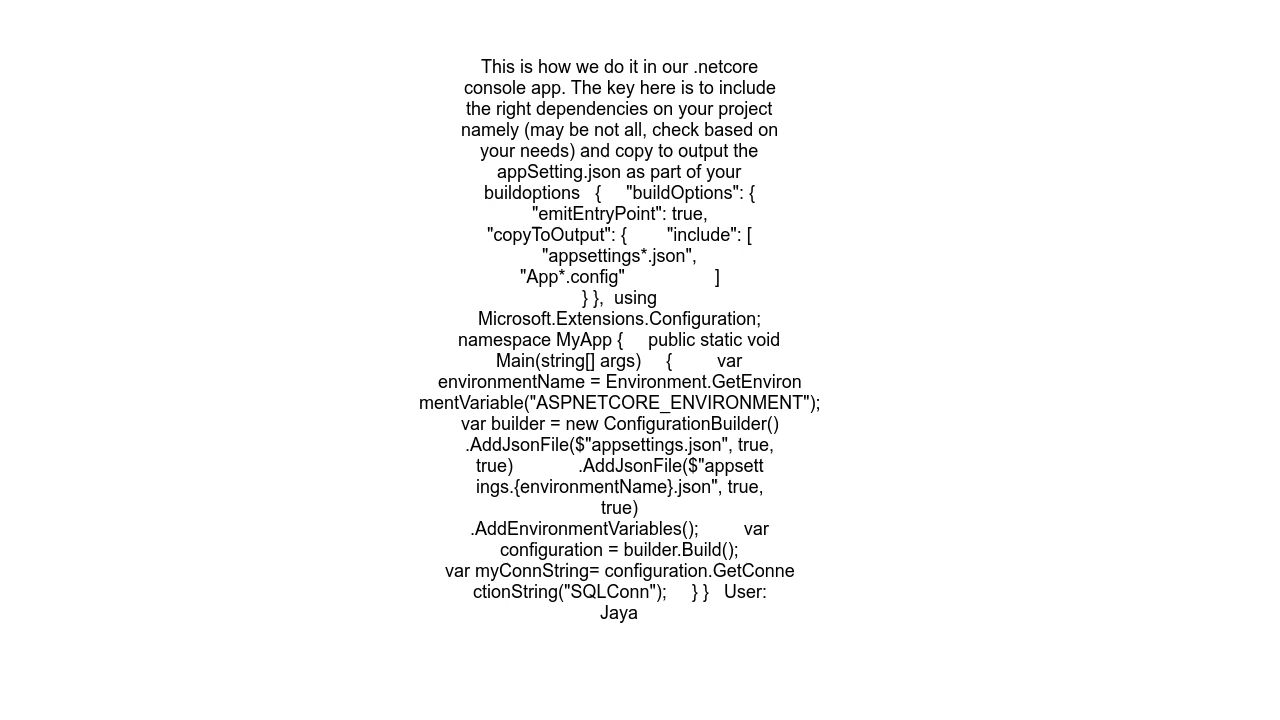 This is how we do it in our .netcore
console app. The key here is to include
the right dependencies on your project
namely (may be not all, check based on
your needs) and copy to output the
appSetting.json as part of your
buildoptions   {     "buildOptions": {
"emitEntryPoint": true,
"copyToOutput": {        "include": [
"appsettings*.json",
"App*.config"                  ]
} },  using
Microsoft.Extensions.Configuration;
namespace MyApp {     public static void
Main(string[] args)     {         var
environmentName = Environment.GetEnviron
mentVariable("ASPNETCORE_ENVIRONMENT");
var builder = new ConfigurationBuilder()
.AddJsonFile($"appsettings.json", true,
true)             .AddJsonFile($"appsett
ings.{environmentName}.json", true,
true)
.AddEnvironmentVariables();         var
configuration = builder.Build();
var myConnString= configuration.GetConne
ctionString("SQLConn");     } }   User:
Jaya